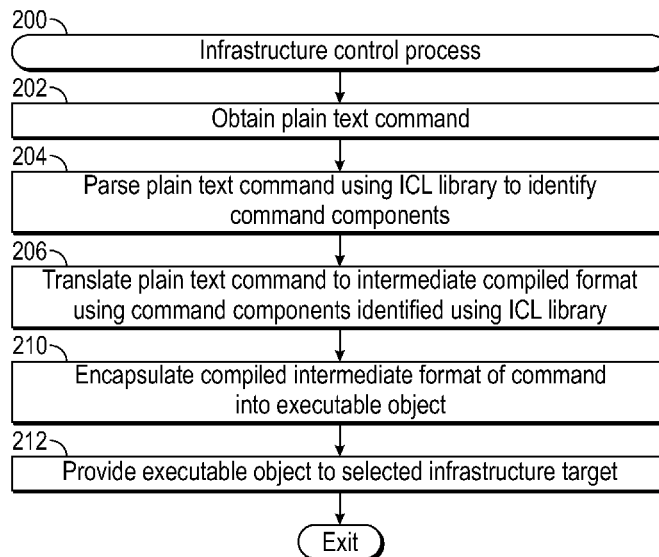 200
Infrastructure control process
202
Obtain plain text command
204
Parse plain text command using ICL library to identify
command components
206
Translate plain text command to intermediate compiled format
using command components identified using ICL library
210
Encapsulate compiled intermediate format of command
into executable object
212
Provide executable object to selected infrastructure target
Exit